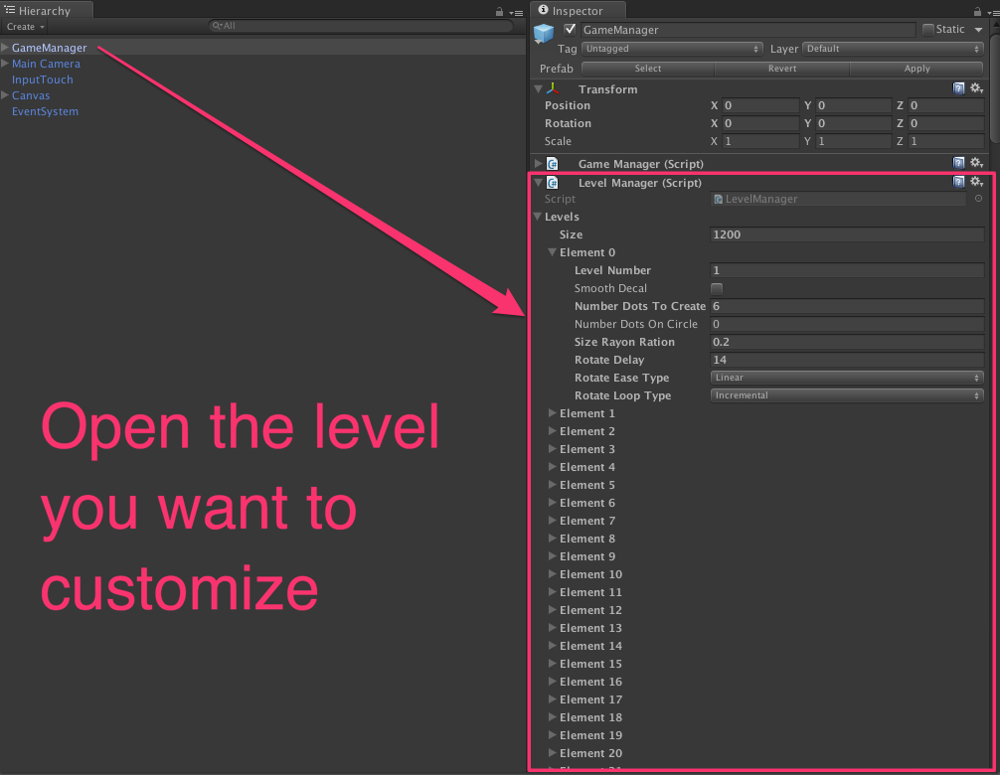 Hierarchy
Create
All
GameManager
Main Camera
InputTouch
Canvas
EventSystem
Open the level
you want to
customize
Inspector
GameManager Static
Tag Untagged Layer Default
Prefab Select Revert Apply
Transform
Position X 0 Y 0 Z 0
Rotation X 0 Y 0 Z 0
Scale X 1 Y 1 Z 1
Game Manager (Script)
Level Manager (Script)
Script LevelManager
Levels
Size 1200
Element 0
Level Number 1
Smooth Decal
Number Dots To Create 6
Number Dots On Circle 0
Size Rayon Ration 0.2
Rotate Delay 14
Rotate Ease Type Linear
Rotate Loop Type Incremental
Element 1
Element 2
Element 3
Element 4
Element 5
Element 6
Element 7
Element 8
Element 9
Element 10
Element 11
Element 12
Element 13
Element 14
Element 15
Element 16
Element 17
Element 18
Element 19
Element 20